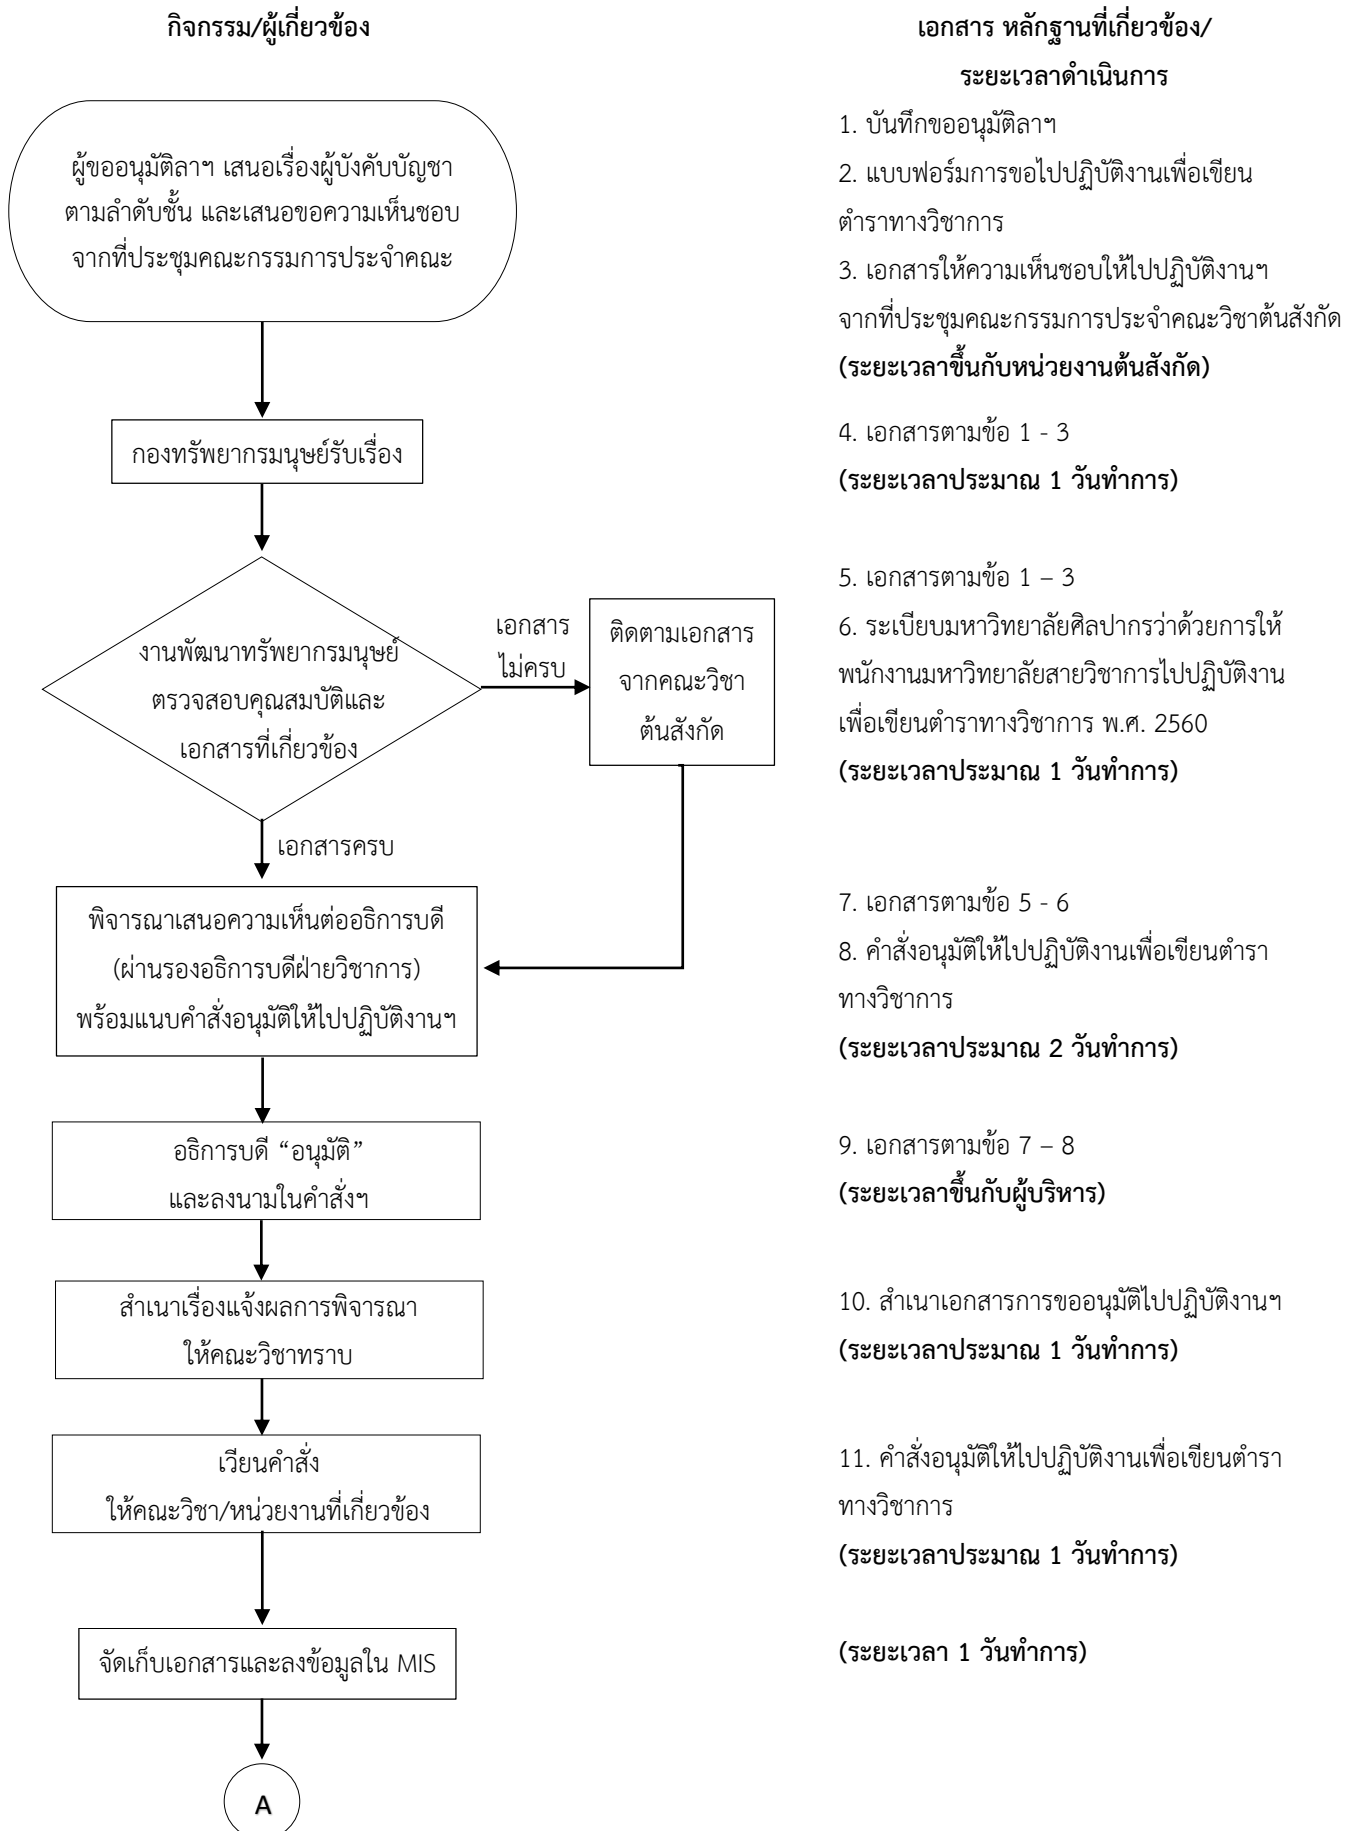 กิจกรรม/ผู้เกี่ยวข้อง
เอกสาร หลักฐานที่เกี่ยวข้อง/
ระยะเวลาดำเนินการ
ผู้ขออนุมัติลาฯ เสนอเรื่องผู้บังคับบัญชา
ตามลำดับชั้น และเสนอขอความเห็นชอบ
จากที่ประชุมคณะกรรมการประจำคณะ
1. บันทึกขออนุมัติลาฯ
2. แบบฟอร์มการขอไปปฏิบัติงานเพื่อเขียน
ตำราทางวิชาการ
3. เอกสารให้ความเห็นชอบให้ไปปฏิบัติงานฯ
จากที่ประชุมคณะกรรมการประจำคณะวิชาต้นสังกัด
(ระยะเวลาขึ้นกับหน่วยงานต้นสังกัด)
กองทรัพยากรมนุษย์รับเรื่อง
4. เอกสารตามข้อ 1 - 3
(ระยะเวลาประมาณ 1 วันทำการ)
งานพัฒนาทรัพยากรมนุษย์
ตรวจสอบคุณสมบัติและ
เอกสารที่เกี่ยวข้อง
เอกสาร
ไม่ครบ
ติดตามเอกสาร
จากคณะวิชา
ต้นสังกัด
5. เอกสารตามข้อ 1 – 3
6. ระเบียบมหาวิทยาลัยศิลปากรว่าด้วยการให้
พนักงานมหาวิทยาลัยสายวิชาการไปปฏิบัติงาน
เพื่อเขียนตำราทางวิชาการ พ.ศ. 2560
(ระยะเวลาประมาณ 1 วันทำการ)
เอกสารครบ
พิจารณาเสนอความเห็นต่ออธิการบดี
(ผ่านรองอธิการบดีฝ่ายวิชาการ)
พร้อมแนบคำสั่งอนุมัติให้ไปปฏิบัติงานฯ
7. เอกสารตามข้อ 5 - 6
8. คำสั่งอนุมัติให้ไปปฏิบัติงานเพื่อเขียนตำรา
ทางวิชาการ
(ระยะเวลาประมาณ 2 วันทำการ)
อธิการบดี “อนุมัติ”
และลงนามในคำสั่งฯ
9. เอกสารตามข้อ 7 – 8
(ระยะเวลาขึ้นกับผู้บริหาร)
สำเนาเรื่องแจ้งผลการพิจารณา
ให้คณะวิชาทราบ
10. สำเนาเอกสารการขออนุมัติไปปฏิบัติงานฯ
(ระยะเวลาประมาณ 1 วันทำการ)
เวียนคำสั่ง
ให้คณะวิชา/หน่วยงานที่เกี่ยวข้อง
11. คำสั่งอนุมัติให้ไปปฏิบัติงานเพื่อเขียนตำรา
ทางวิชาการ
(ระยะเวลาประมาณ 1 วันทำการ)
จัดเก็บเอกสารและลงข้อมูลใน MIS
(ระยะเวลา 1 วันทำการ)
A